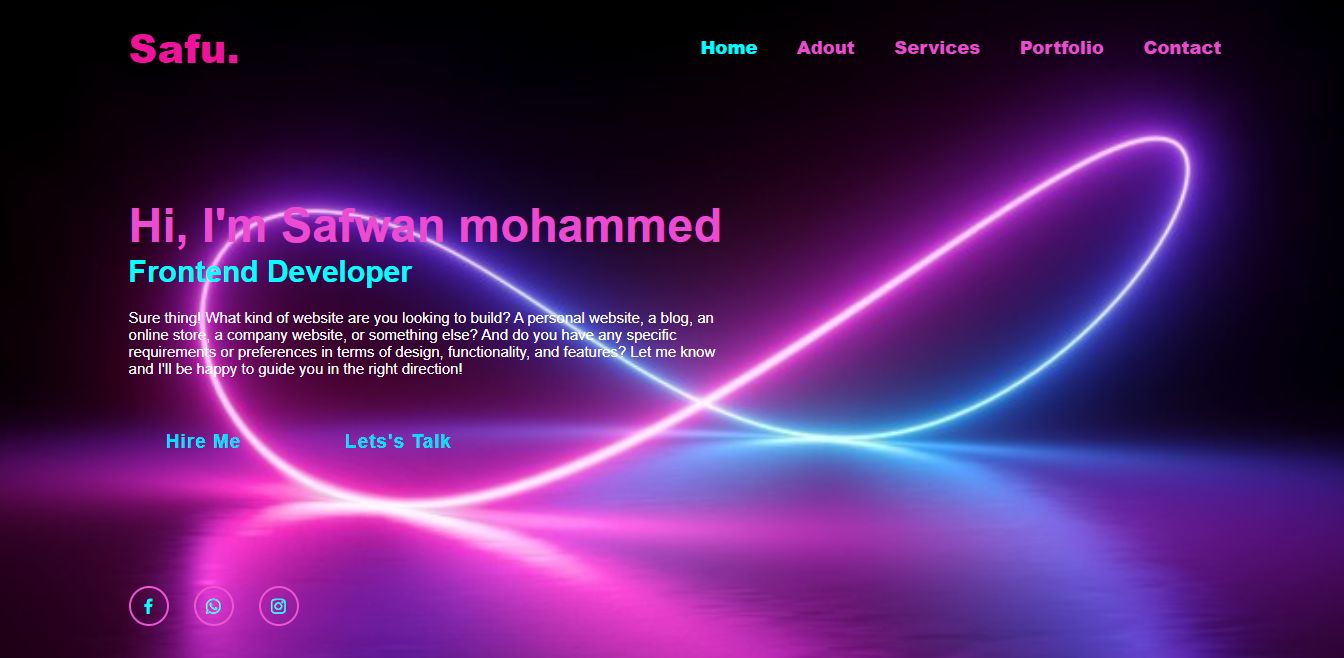 Safu.
Home Adout Services Portfolio Contact
Hi, I'm Safwan mohammed
Frontend Developer
Sure thing! What kind of website are you looking to build? A personal website, a blog, an
online store, a company website, or something else? And do you have any specific
requirements or preferences in terms of design, functionality, and features? Let me know
and I'll be happy to guide you in the right direction!
Hire Me Lets's Talk